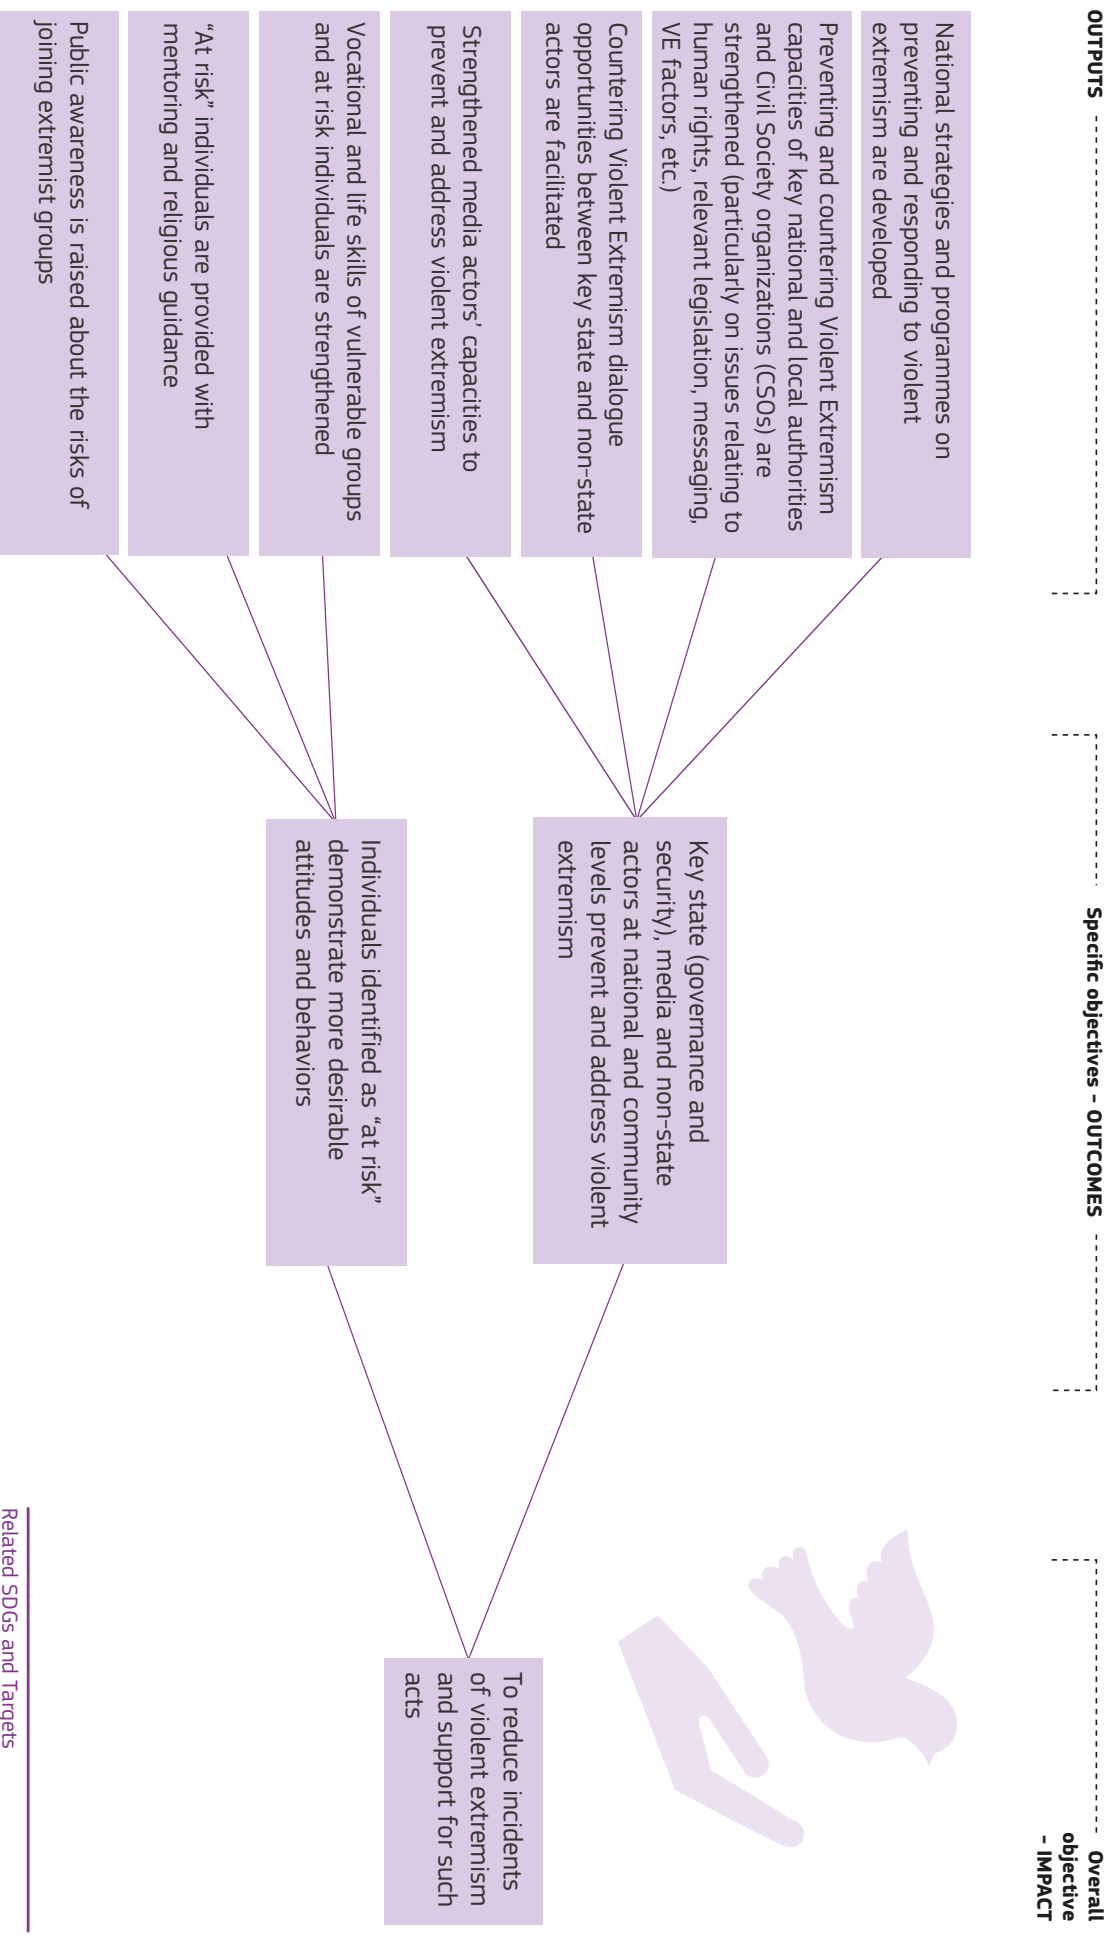 OUTPUTS
Specific objectives – OUTCOMES
Overall
objective
– IMPACT
National strategies and programmes on
preventing and responding to violent
extremism are developed
Preventing and countering Violent Extremism
capacities of key national and local authorities
and Civil Society organizations (CSOs) are
strengthened (particularly on issues relating to
human rights, relevant legislation, messaging,
VE factors, etc.)
Countering Violent Extremism dialogue
opportunities between key state and non-state
actors are facilitated
Strengthened media actors’ capacities to
prevent and address violent extremism
Vocational and life skills of vulnerable groups
and at risk individuals are strengthened
“At risk” individuals are provided with
mentoring and religious guidance
Public awareness is raised about the risks of
joining extremist groups
Key state (governance and
security), media and non-state
actors at national and community
levels prevent and address violent
extremism
Individuals identified as “at risk”
demonstrate more desirable
attitudes and behaviors
To reduce incidents
of violent extremism
and support for such
acts
Related SDGs and Targets